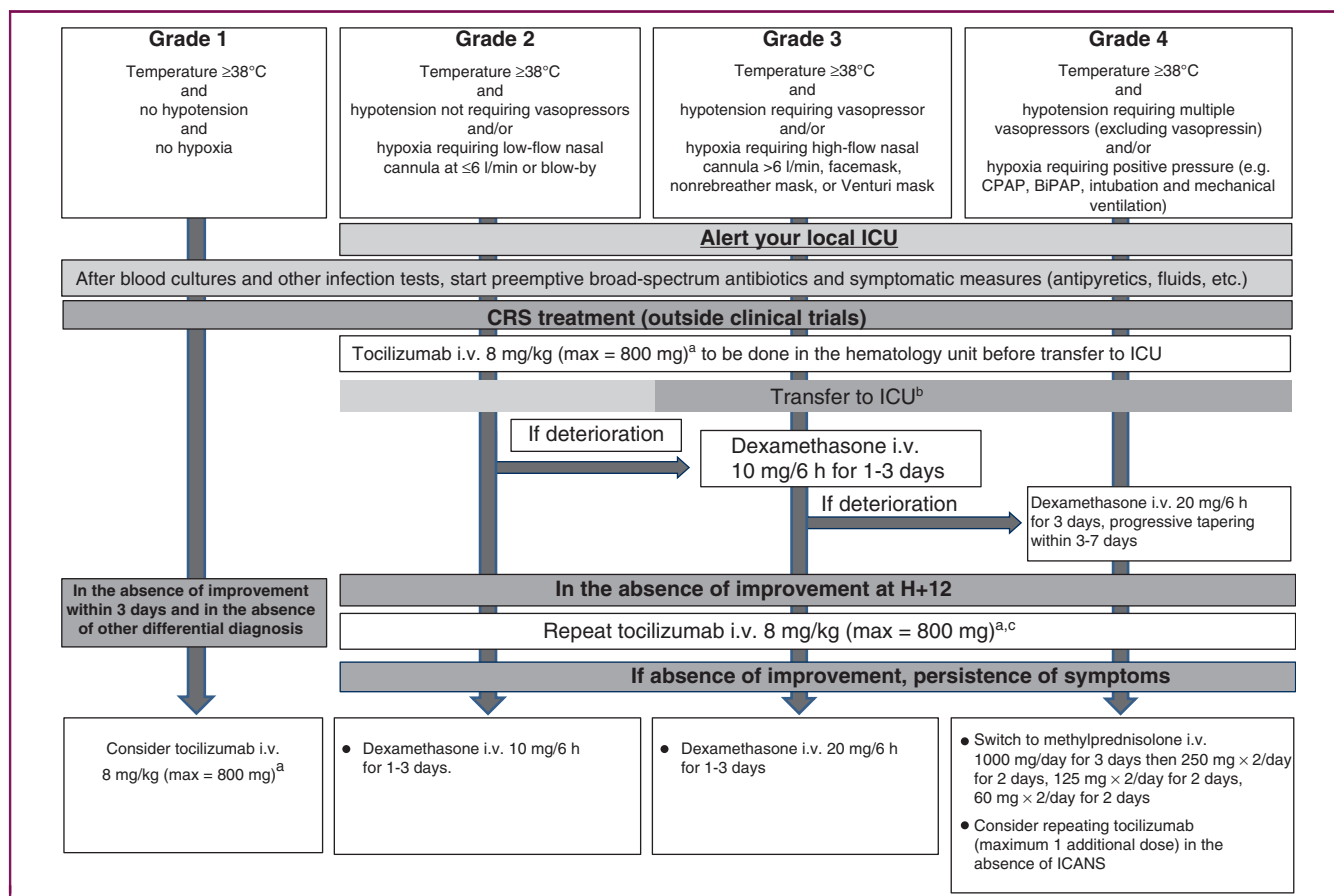 Grade 1
Temperature ≥38°C
and
no hypotension
and
no hypoxia
Grade 2
Temperature ≥38°C
and
hypotension not requiring vasopressors
and/or
hypoxia requiring low-flow nasal
cannula at ≤6 l/min or blow-by
Grade 3
Temperature ≥38°C
and
hypotension requiring vasopressor
and/or
hypoxia requiring high-flow nasal
cannula >6 l/min, facemask,
nonrebreather mask, or Venturi mask
Grade 4
Temperature ≥38°C
and
hypotension requiring multiple
vasopressors (excluding vasopressin)
and/or
hypoxia requiring positive pressure (e.g.
CPAP, BiPAP, intubation and mechanical
ventilation)
Alert your local ICU
After blood cultures and other infection tests, start preemptive broad-spectrum antibiotics and symptomatic measures (antipyretics, fluids, etc.)
CRS treatment (outside clinical trials)
Tocilizumab i.v. 8 mg/kg (max = 800 mg)a to be done in the hematology unit before transfer to ICU
Transfer to ICUb
If deterioration
Dexamethasone i.v.
10 mg/6 h for 1-3 days
If deterioration
Dexamethasone i.v. 20 mg/6 h
for 3 days, progressive tapering
within 3-7 days
In the absence of improvement
within 3 days and in the absence
of other differential diagnosis
In the absence of improvement at H+12
Repeat tocilizumab i.v. 8 mg/kg (max = 800 mg)a,c
If absence of improvement, persistence of symptoms
Consider tocilizumab i.v.
8 mg/kg (max = 800 mg)a
● Dexamethasone i.v. 10 mg/6 h
for 1-3 days.
● Dexamethasone i.v. 20 mg/6 h
for 1-3 days
● Switch to methylprednisolone i.v.
1000 mg/day for 3 days then 250 mg × 2/day
for 2 days, 125 mg × 2/day for 2 days,
60 mg × 2/day for 2 days
● Consider repeating tocilizumab
(maximum 1 additional dose) in the
absence of ICANS